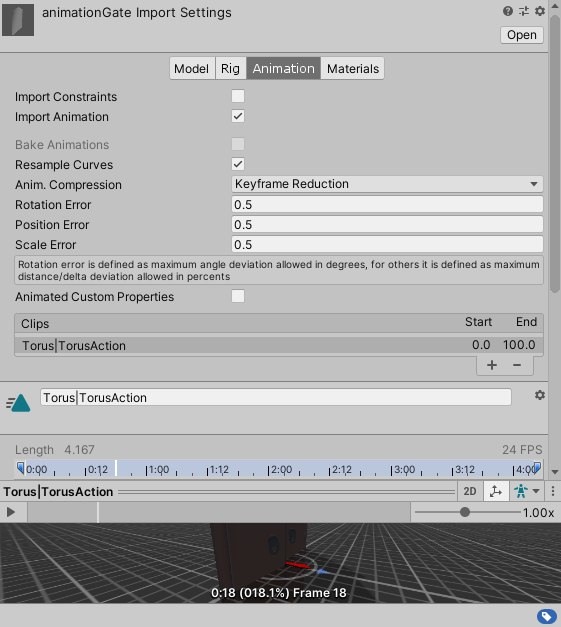 animationGate Import Settings
Open
Model Rig Animation Materials
Import Constraints
Import Animation
Bake Animations
Resample Curves
Anim. Compression Keyframe Reduction
Rotation Error 0.5
Position Error 0.5
Scale Error 0.5
Rotation error is defined as maximum angle deviation allowed in degrees, for others it is defined as maximum
distance/delta deviation allowed in percents
Animated Custom Properties
Clips Start End
Torus|TorusAction 0.0 100.0
+ −
Torus|TorusAction
Length 4.167 24 FPS
0:00 0:12 1:00 1:12 2:00 2:12 3:00 3:12 4:00
Torus|TorusAction 2D
1.00x
0:18 (018.1%) Frame 18